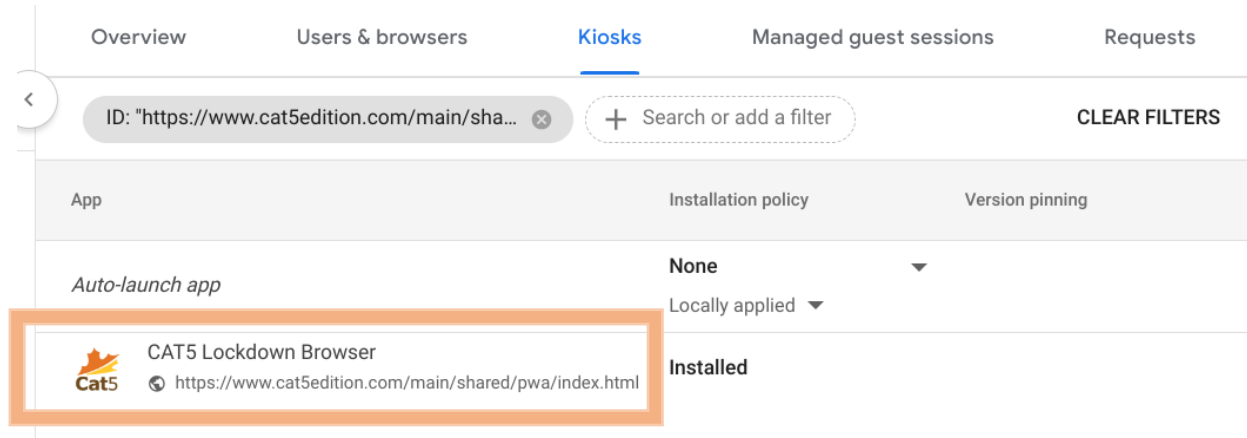 Overview Users & browsers Kiosks Managed guest sessions Requests
ID: "https://www.cat5edition.com/main/sha... Search or add a filter CLEAR FILTERS
App Installation policy Version pinning
Auto-launch app
None
Locally applied
Cat5
CAT5 Lockdown Browser
https://www.cat5edition.com/main/shared/pwa/index.html
Installed